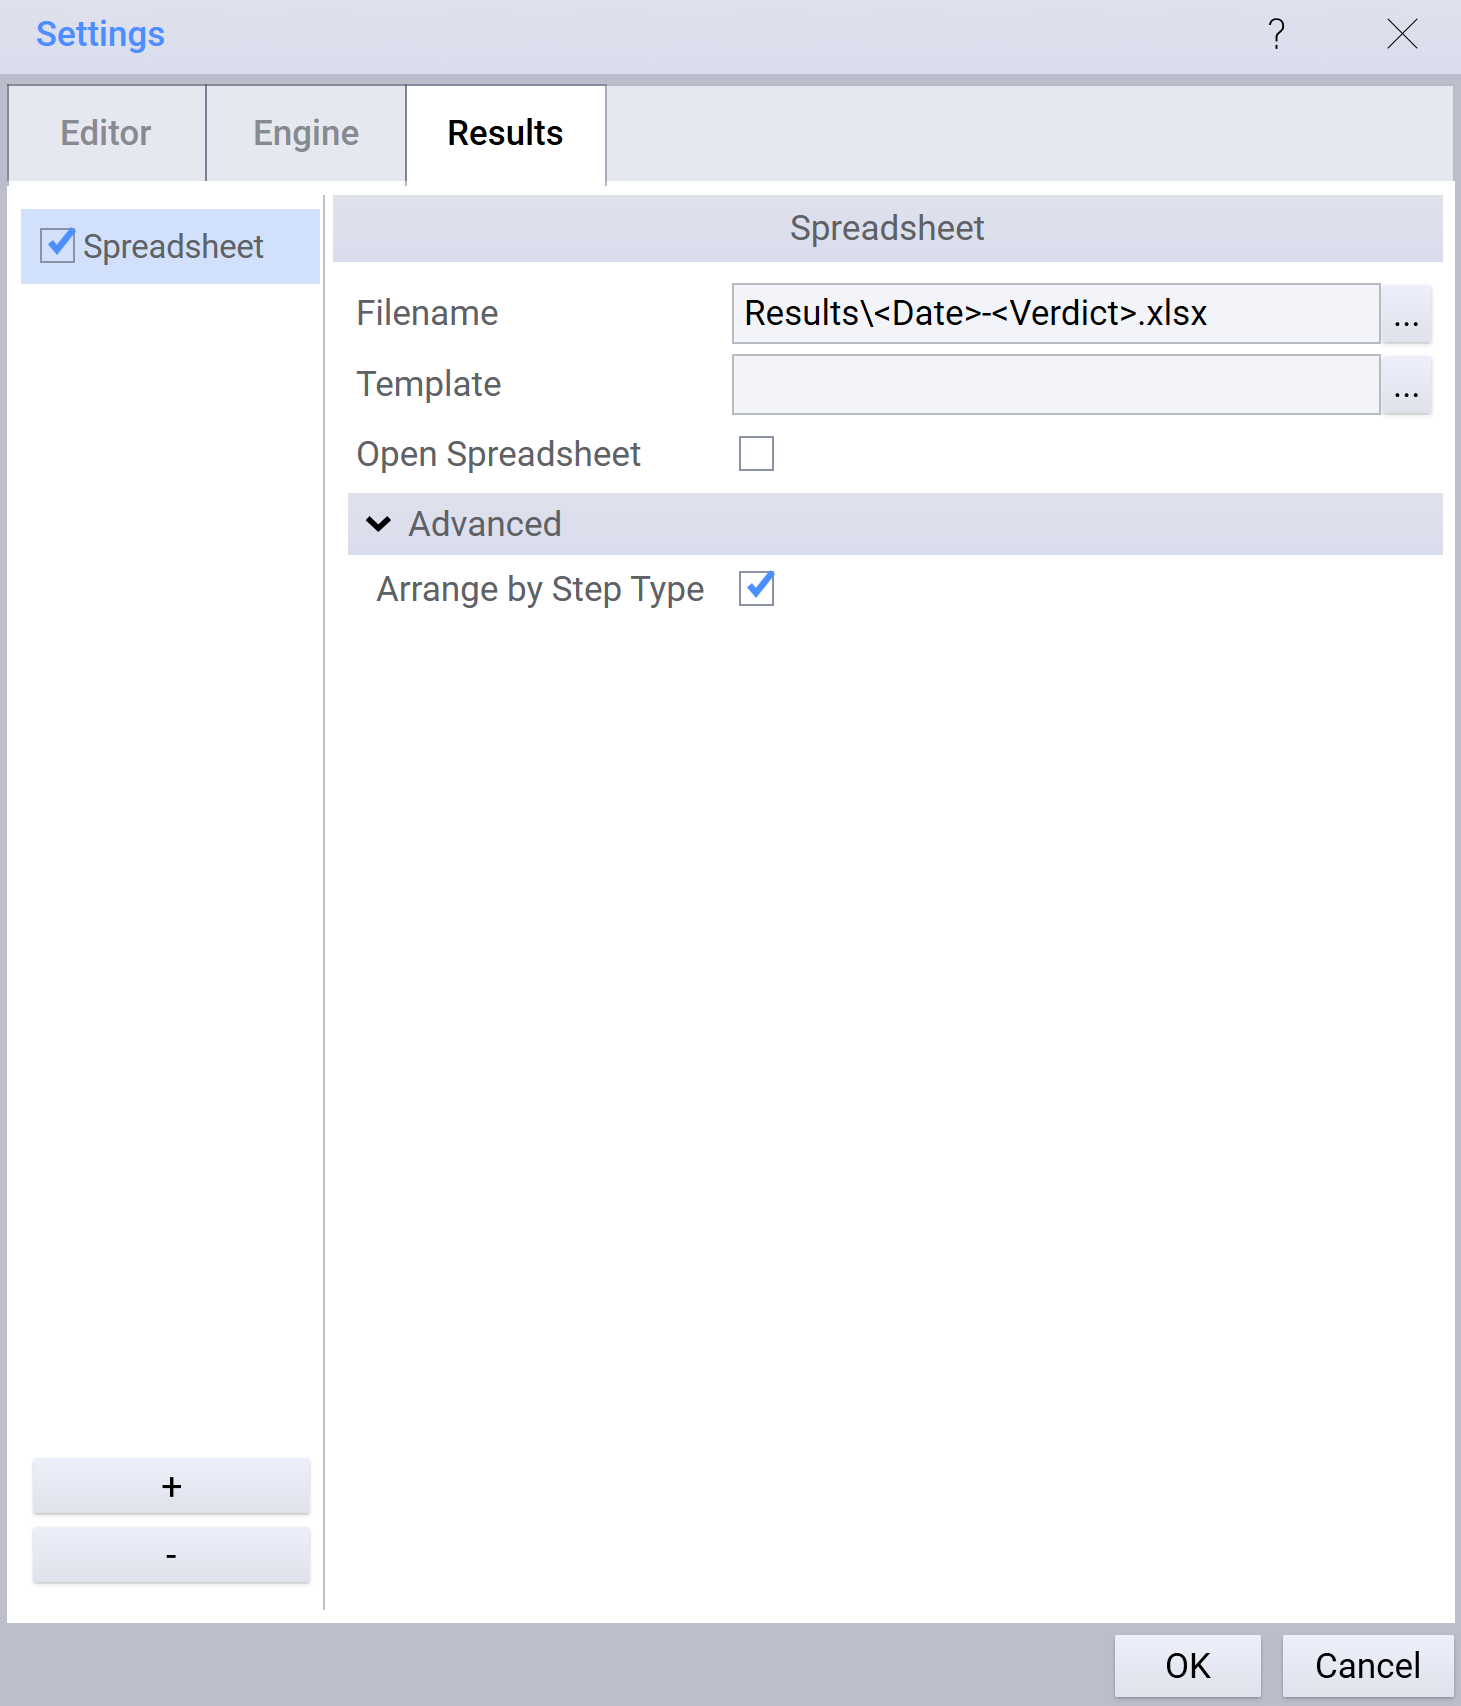 Settings
?
Editor
Engine
Results
Spreadsheet
Spreadsheet
Filename
Results\<Date>-<Verdict>.xlsx
...
Template
...
Open Spreadsheet
Advanced
Arrange by Step Type
+
-
OK
Cancel